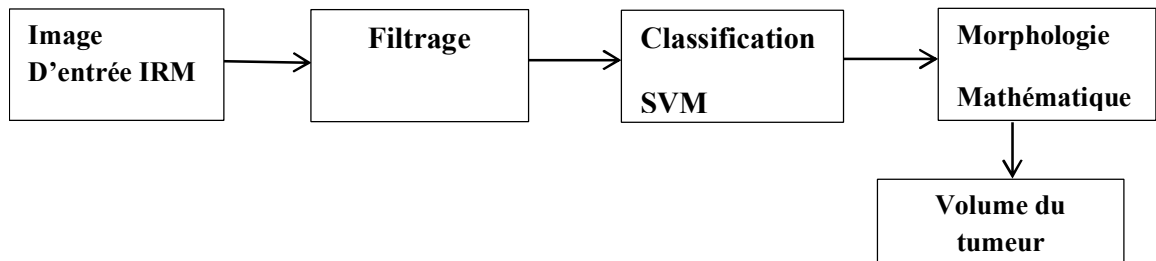 Image
D'entrée IRM
Filtrage
Classification
SVM
Morphologie
Mathématique
Volume du
tumeur